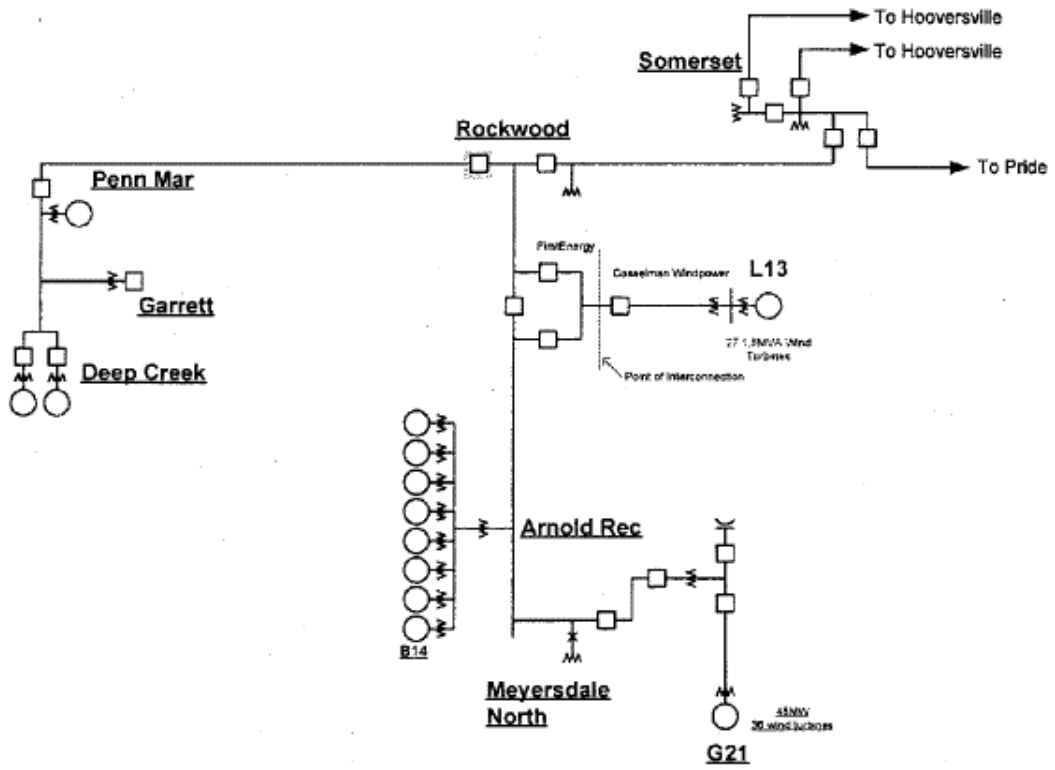 To Hooversville
To Hooversville
Somerset
Rockwood
To Pride
Penn Mar
FirstEnergy
Casselman Windpower
L13
Garrett
27 1.5MVA Wind
Turbines
Deep Creek
Point of Interconnection
Arnold Rec
B14
Meyersdale
North
45MW
30 wind turbines
G21